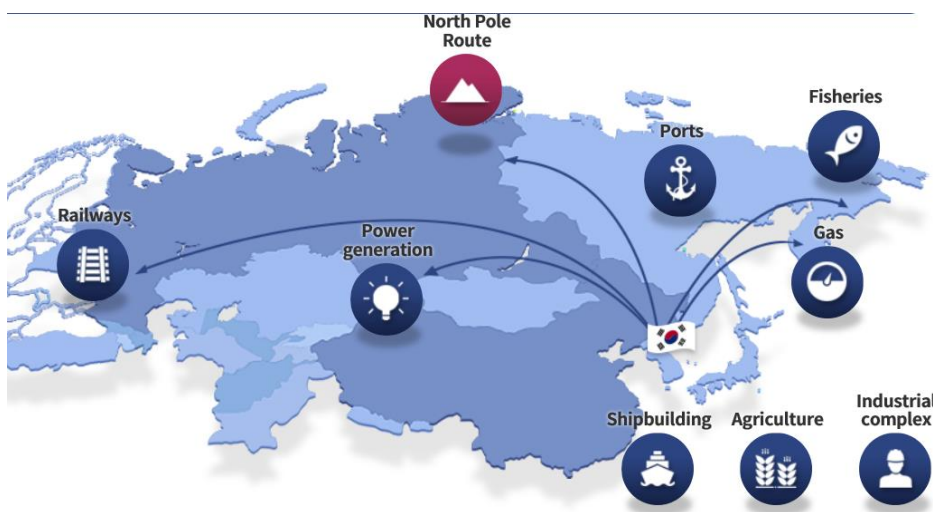 North Pole
Route
Fisheries
Ports
Railways
Power
generation
Gas
Shipbuilding
Agriculture
Industrial
complex